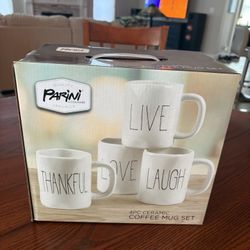 PARINI
LIVE
THANKFUL
LOVE
LAUGH
4PC CERAMIC
COFFEE MUG SET